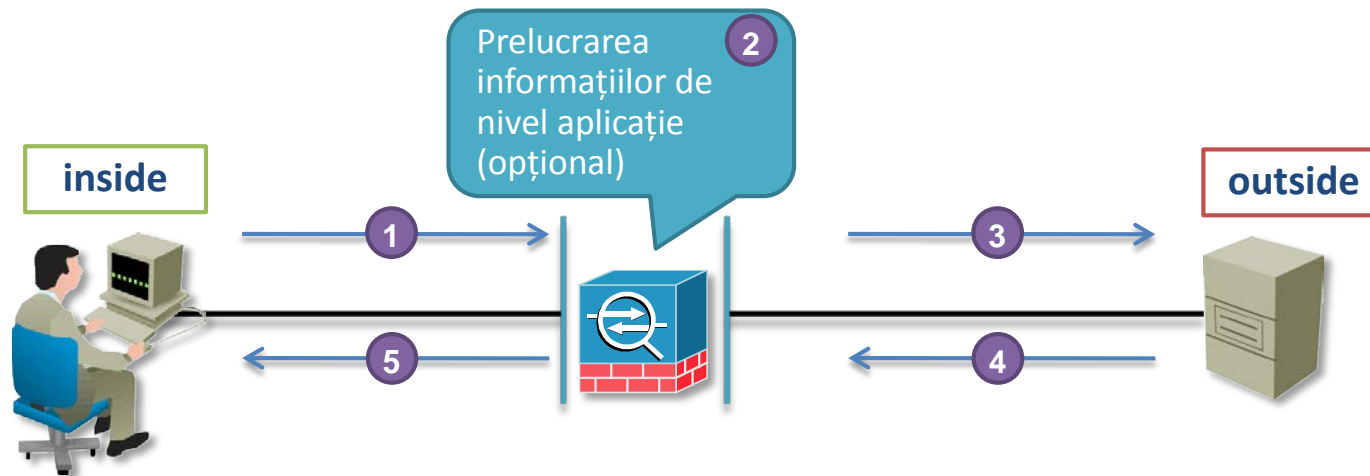 Prelucrarea
informațiilor de
nivel aplicație
(opțional)
2
inside
outside
1
3
5
4